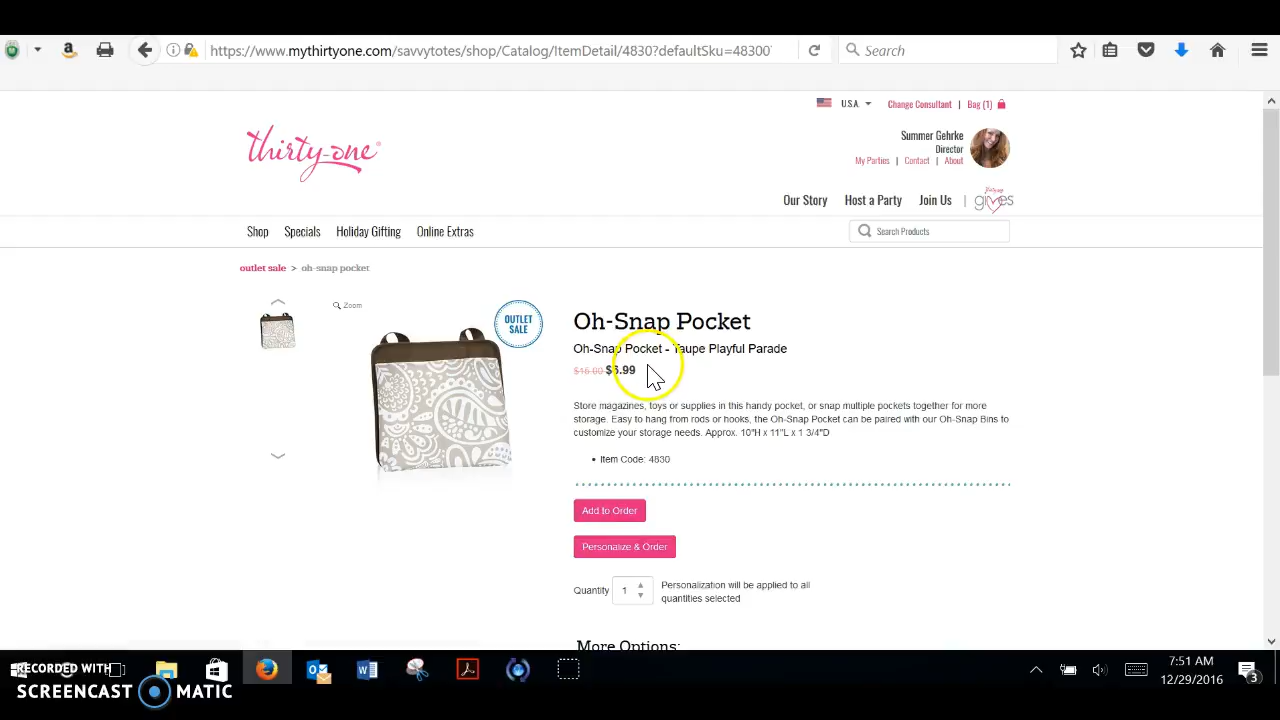 https://www.mythirtyone.com/savvytotes/shop/Catalog/ItemDetail/4830?defaultSku=48300
Search
U.S.A.
Change Consultant | Bag (1)
thirty-one
Summer Gehrke
Director
My Parties | Contact | About
Our Story
Host a Party
Join Us
|
thirty-one gives
Shop
Specials
Holiday Gifting
Online Extras
Search Products
outlet sale > oh-snap pocket
Zoom
OUTLET
SALE
Oh-Snap Pocket
Oh-Snap Pocket - Taupe Playful Parade
.99
Store magazines, toys or supplies in this handy pocket, or snap multiple pockets together for more
storage. Easy to hang from rods or hooks, the Oh-Snap Pocket can be paired with our Oh-Snap Bins to
customize your storage needs. Approx. 10"H x 11"L x 1 3/4"D
• Item Code: 4830
Add to Order
Personalize & Order
Quantity
1
Personalization will be applied to all
quantities selected
More Options:
RECORDED WITH
SCREENCAST MATIC
7:51 AM
12/29/2016
3